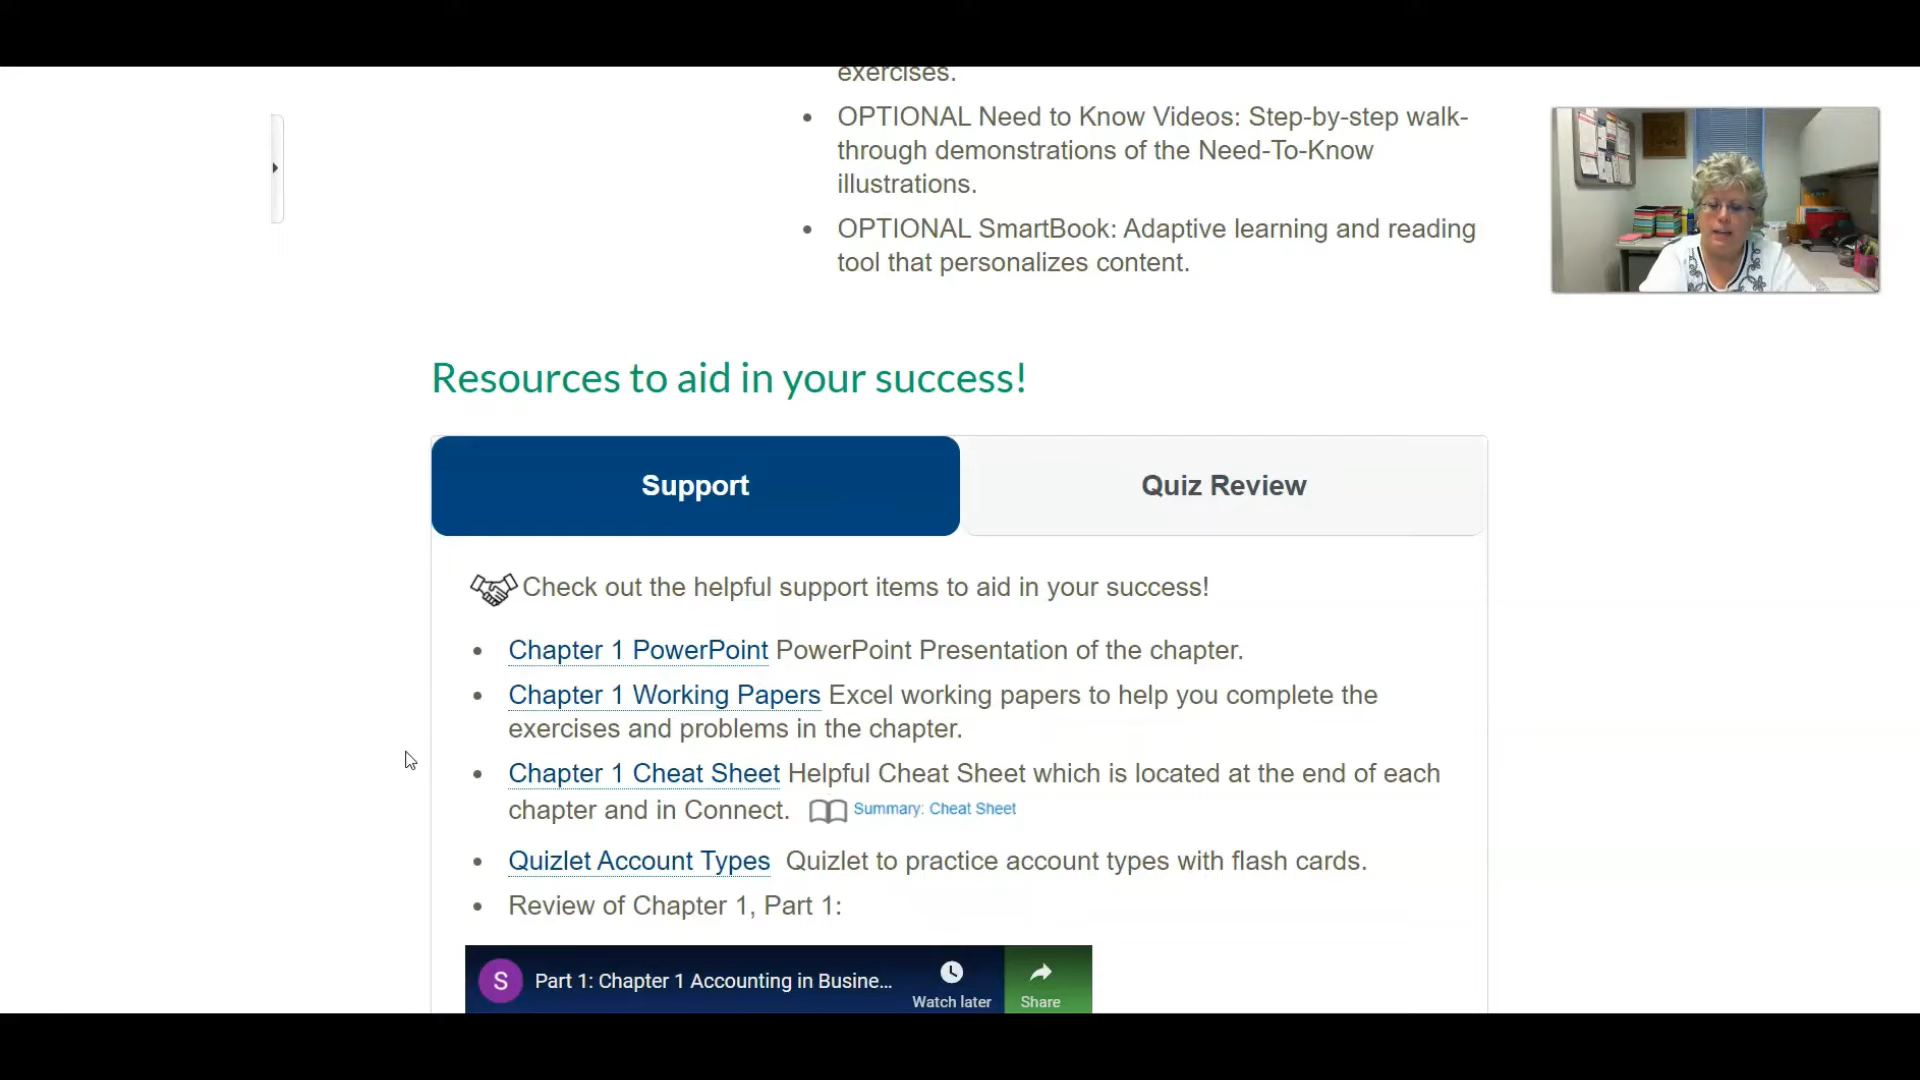 exercises.
• OPTIONAL Need to Know Videos: Step-by-step walk-
through demonstrations of the Need-To-Know
illustrations.
• OPTIONAL SmartBook: Adaptive learning and reading
tool that personalizes content.
Resources to aid in your success!
Support
Quiz Review
Check out the helpful support items to aid in your success!
• Chapter 1 PowerPoint PowerPoint Presentation of the chapter.
• Chapter 1 Working Papers Excel working papers to help you complete the
exercises and problems in the chapter.
• Chapter 1 Cheat Sheet Helpful Cheat Sheet which is located at the end of each
chapter and in Connect. Summary: Cheat Sheet
• Quizlet Account Types Quizlet to practice account types with flash cards.
• Review of Chapter 1, Part 1:
S Part 1: Chapter 1 Accounting in Busine...
Watch later
Share